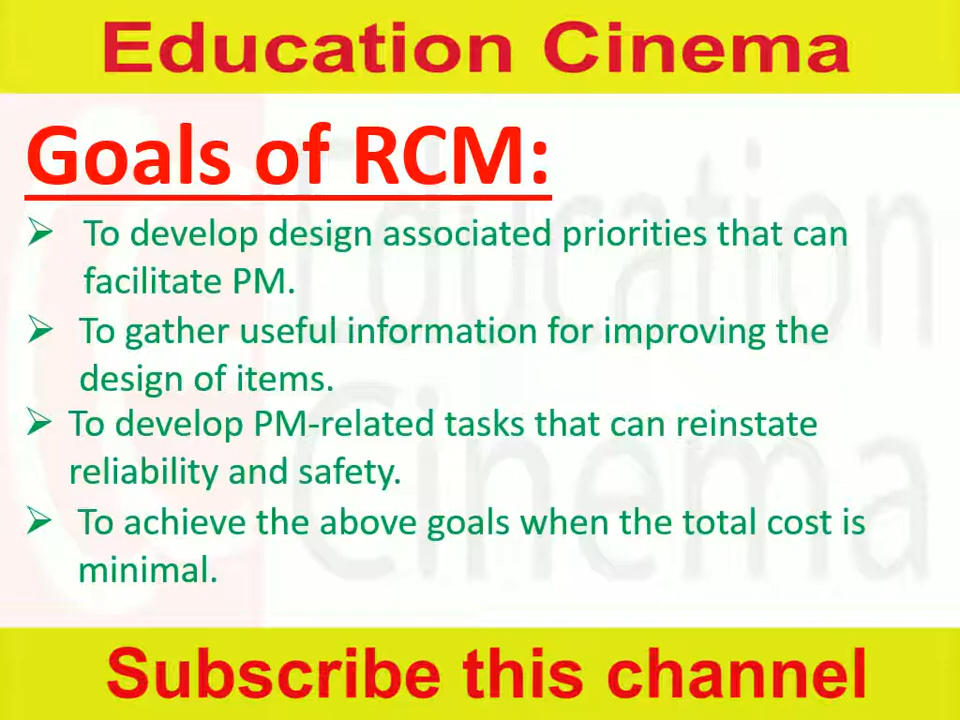 Education Cinema
Goals of RCM:
➢ To develop design associated priorities that can
facilitate PM.
➢ To gather useful information for improving the
design of items.
➢ To develop PM-related tasks that can reinstate
reliability and safety.
➢ To achieve the above goals when the total cost is
minimal.
Education
Cinema
Subscribe this channel